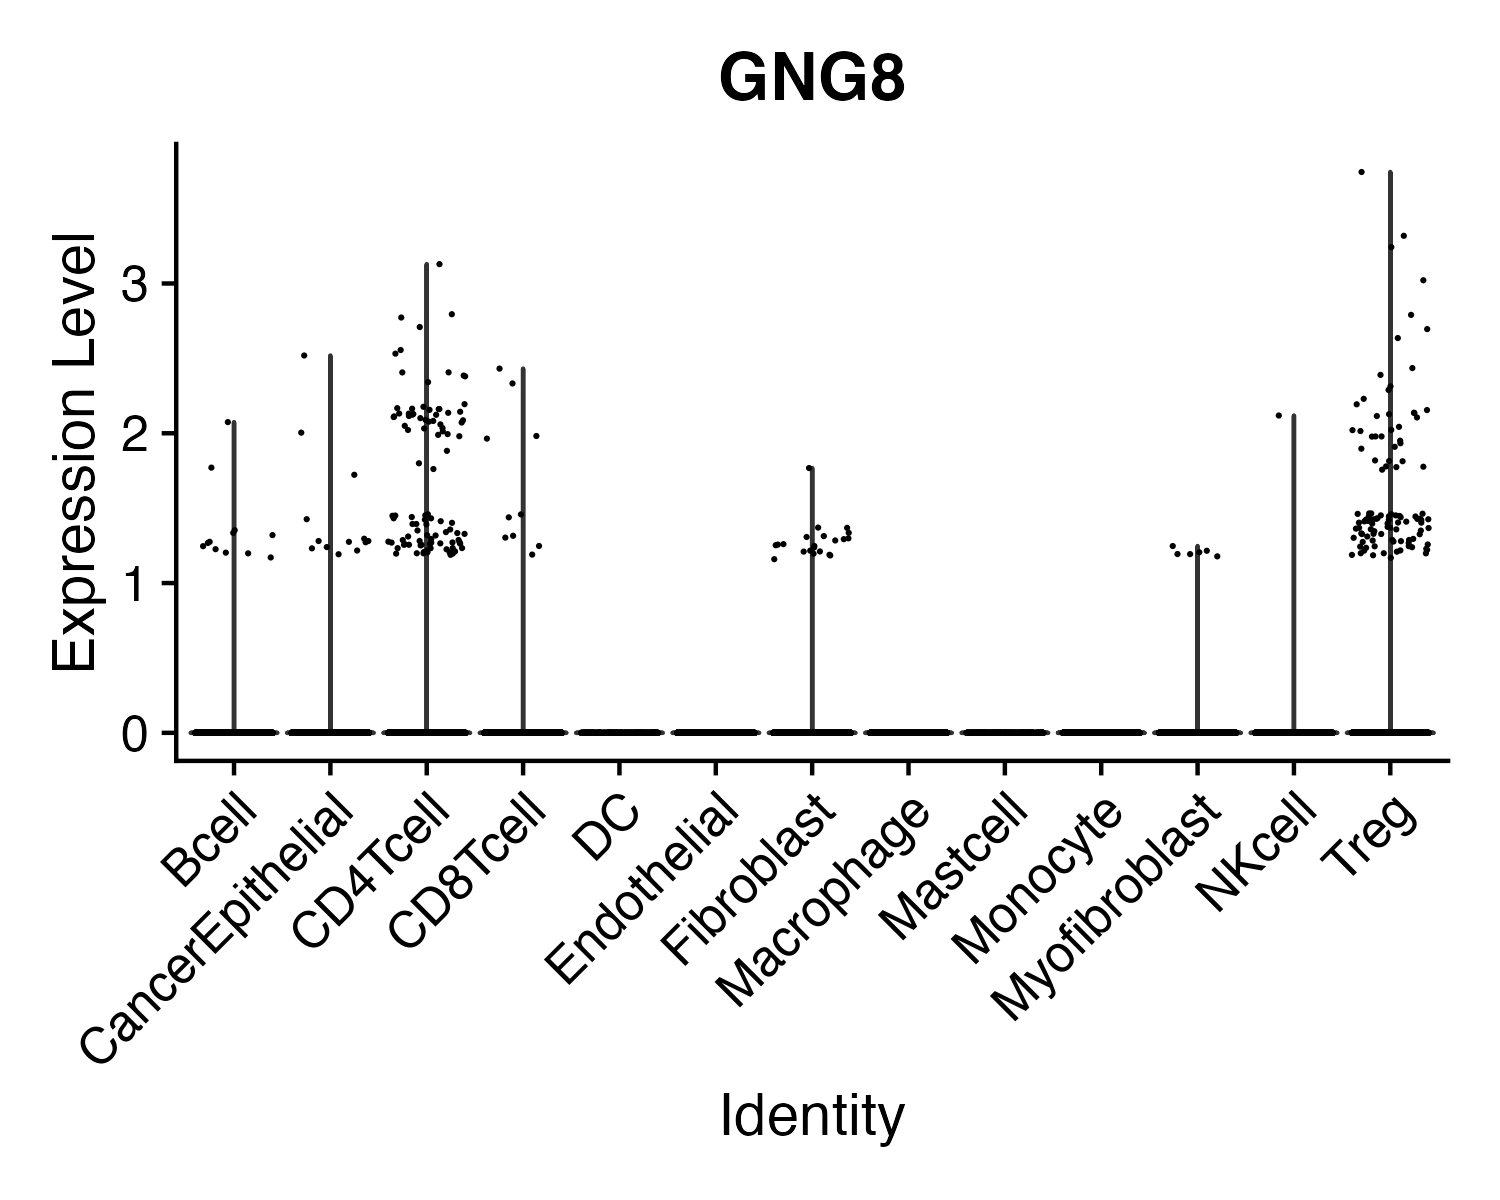 GNG8
Expression Level
3
2
1
0
Bcell
CancerEpithelial
CD4Tcell
CD8Tcell
DC
Endothelial
Fibroblast
Macrophage
Mastcell
Monocyte
Myofibroblast
NKcell
Treg
Identity